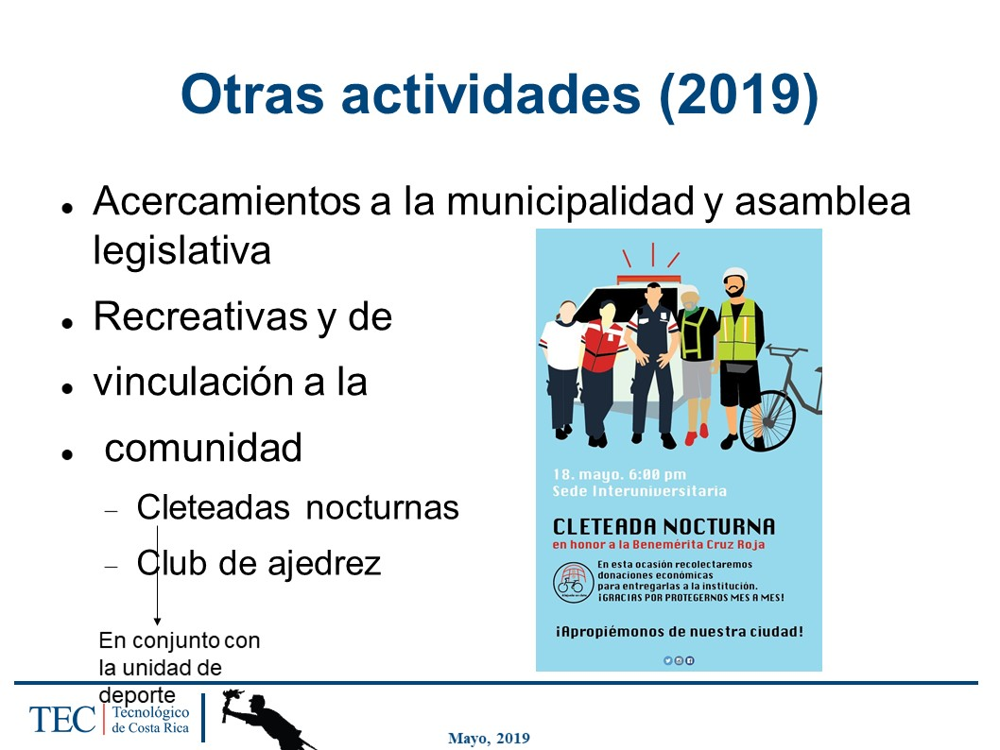 Otras actividades (2019)
Acercamientos a la municipalidad y asamblea
legislativa
Recreativas y de
vinculación a la
comunidad
Cleteadas nocturnas
Club de ajedrez
En conjunto con
la unidad de
deporte
18. mayo. 6:00 pm
Sede Interuniversitaria
CLETEADA NOCTURNA
en honor a la Benemérita Cruz Roja
En esta ocasión recolectaremos
donaciones económicas
para entregarlas a la institución.
¡GRACIAS POR PROTEGERNOS MES A MES!
¡Apropiémonos de nuestra ciudad!
TEC
Tecnológico
de Costa Rica
Mayo, 2019